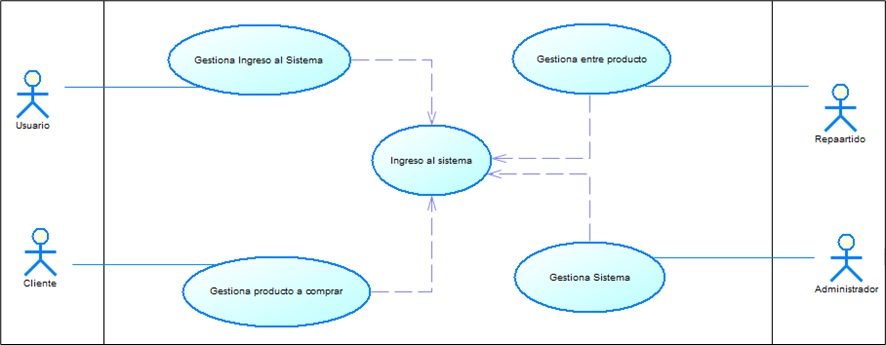 Gestiona Ingreso al Sistema
Gestiona entre producto
Usuario
Repaartido
Ingreso al sistema
Cliente
Gestiona producto a comprar
Gestiona Sistema
Administrador